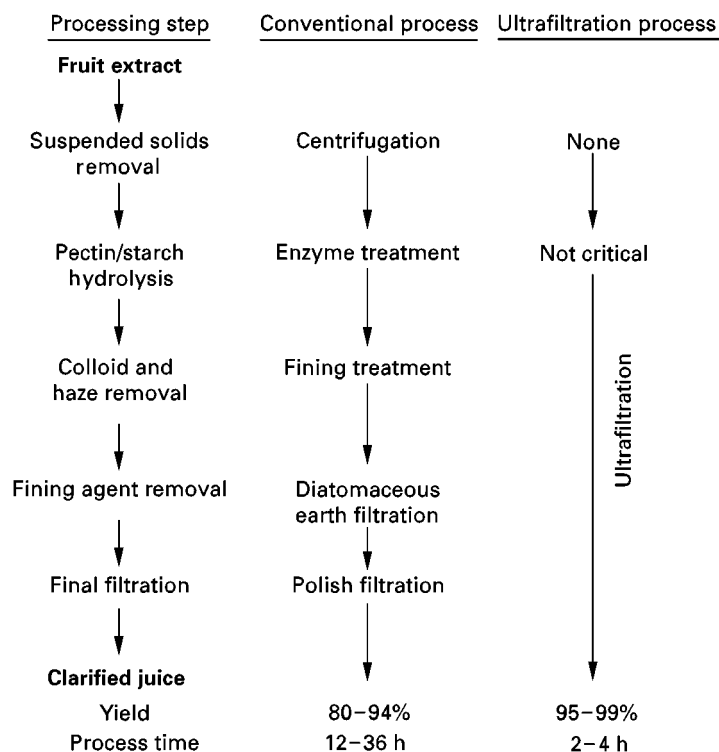 Processing step Conventional process Ultrafiltration process
Fruit extract
Suspended solids Centrifugation None
removal
Pectin/starch Enzyme treatment Not critical
hydrolysis
Colloid and Fining treatment
haze removal
Ultrafiltration
Fining agent removal Diatomaceous
earth filtration
Final filtration Polish filtration
Clarified juice
Yield 80–94% 95–99%
Process time 12–36 h 2–4 h